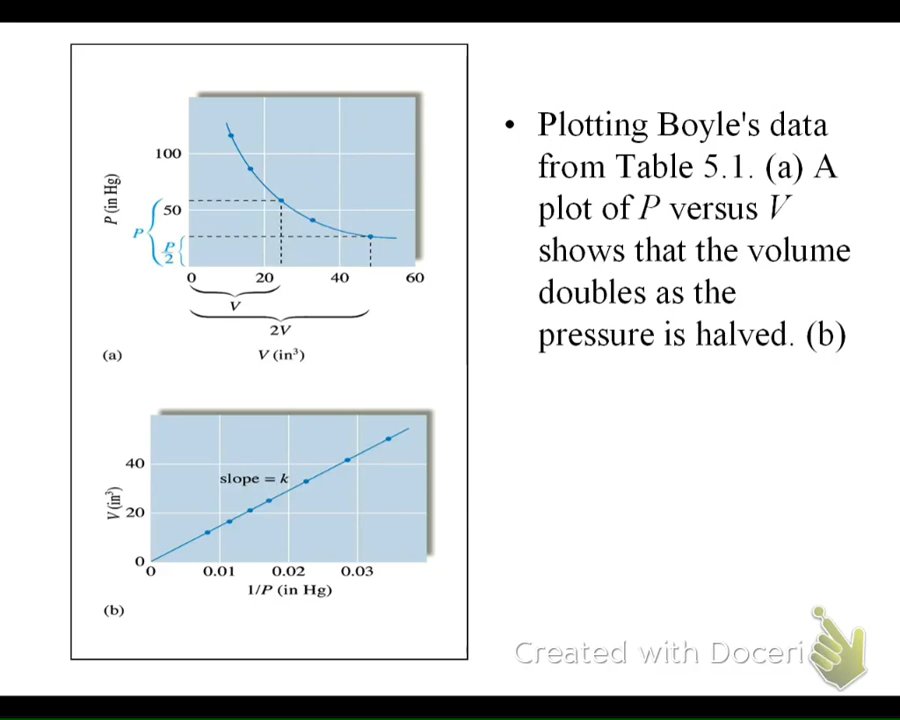 100
50
P (in Hg)
P
P
2
0 20 40 60
V
2V
(a)
V (in³)
40
20
0
V (in³)
slope = k
0 0.01 0.02 0.03
1/P (in Hg)
(b)
• Plotting Boyle's data
from Table 5.1. (a) A
plot of P versus V
shows that the volume
doubles as the
pressure is halved. (b)
Created with Doceri